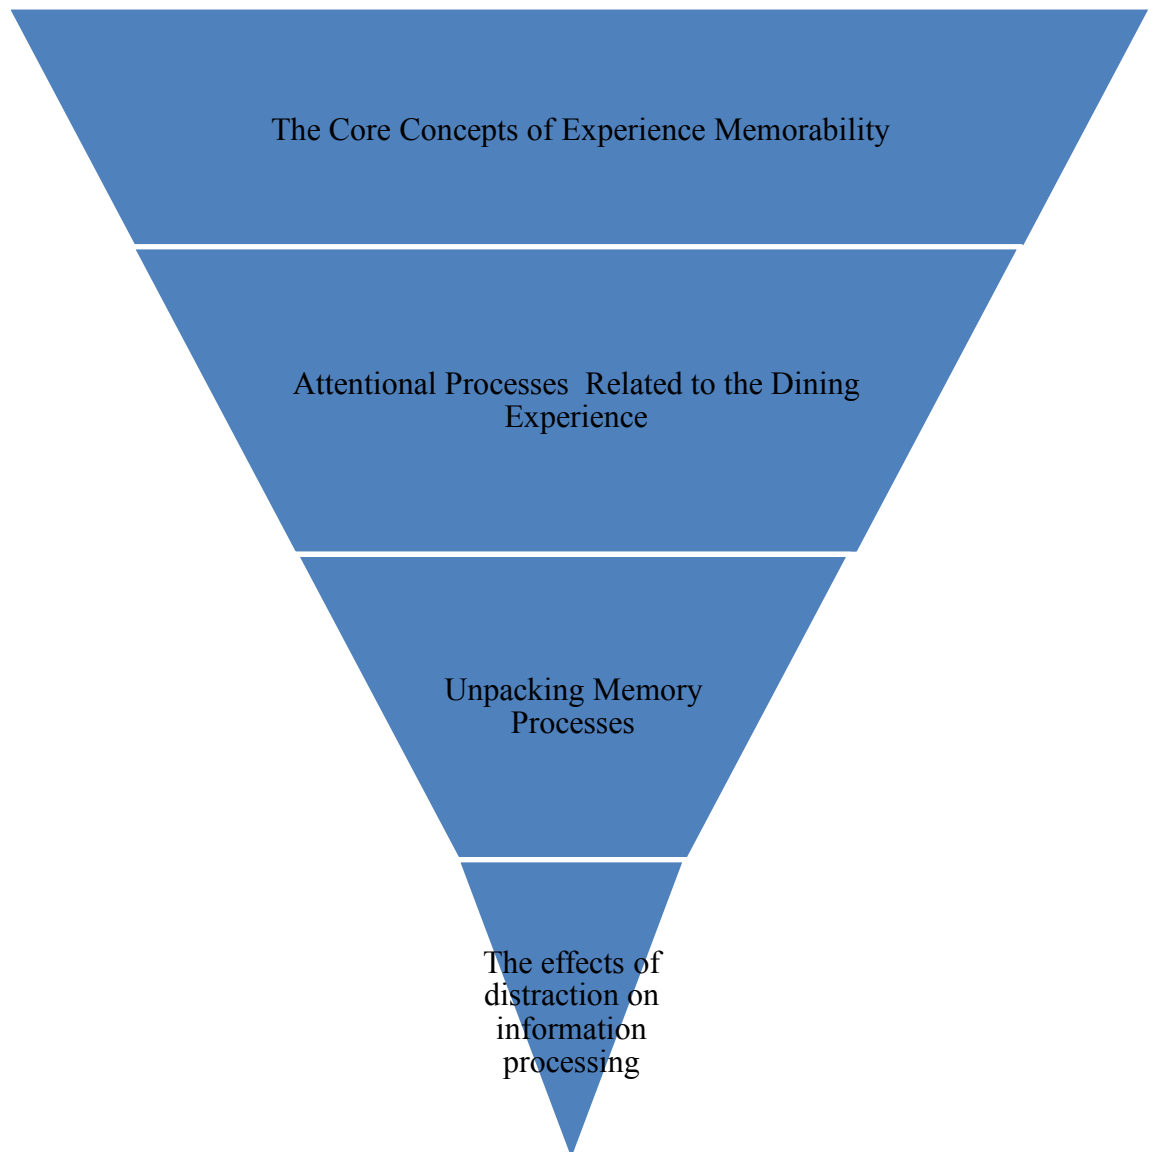 The Core Concepts of Experience Memorability
Attentional Processes  Related to the Dining
Experience
Unpacking Memory
Processes
The effects of
distraction on
information
processing